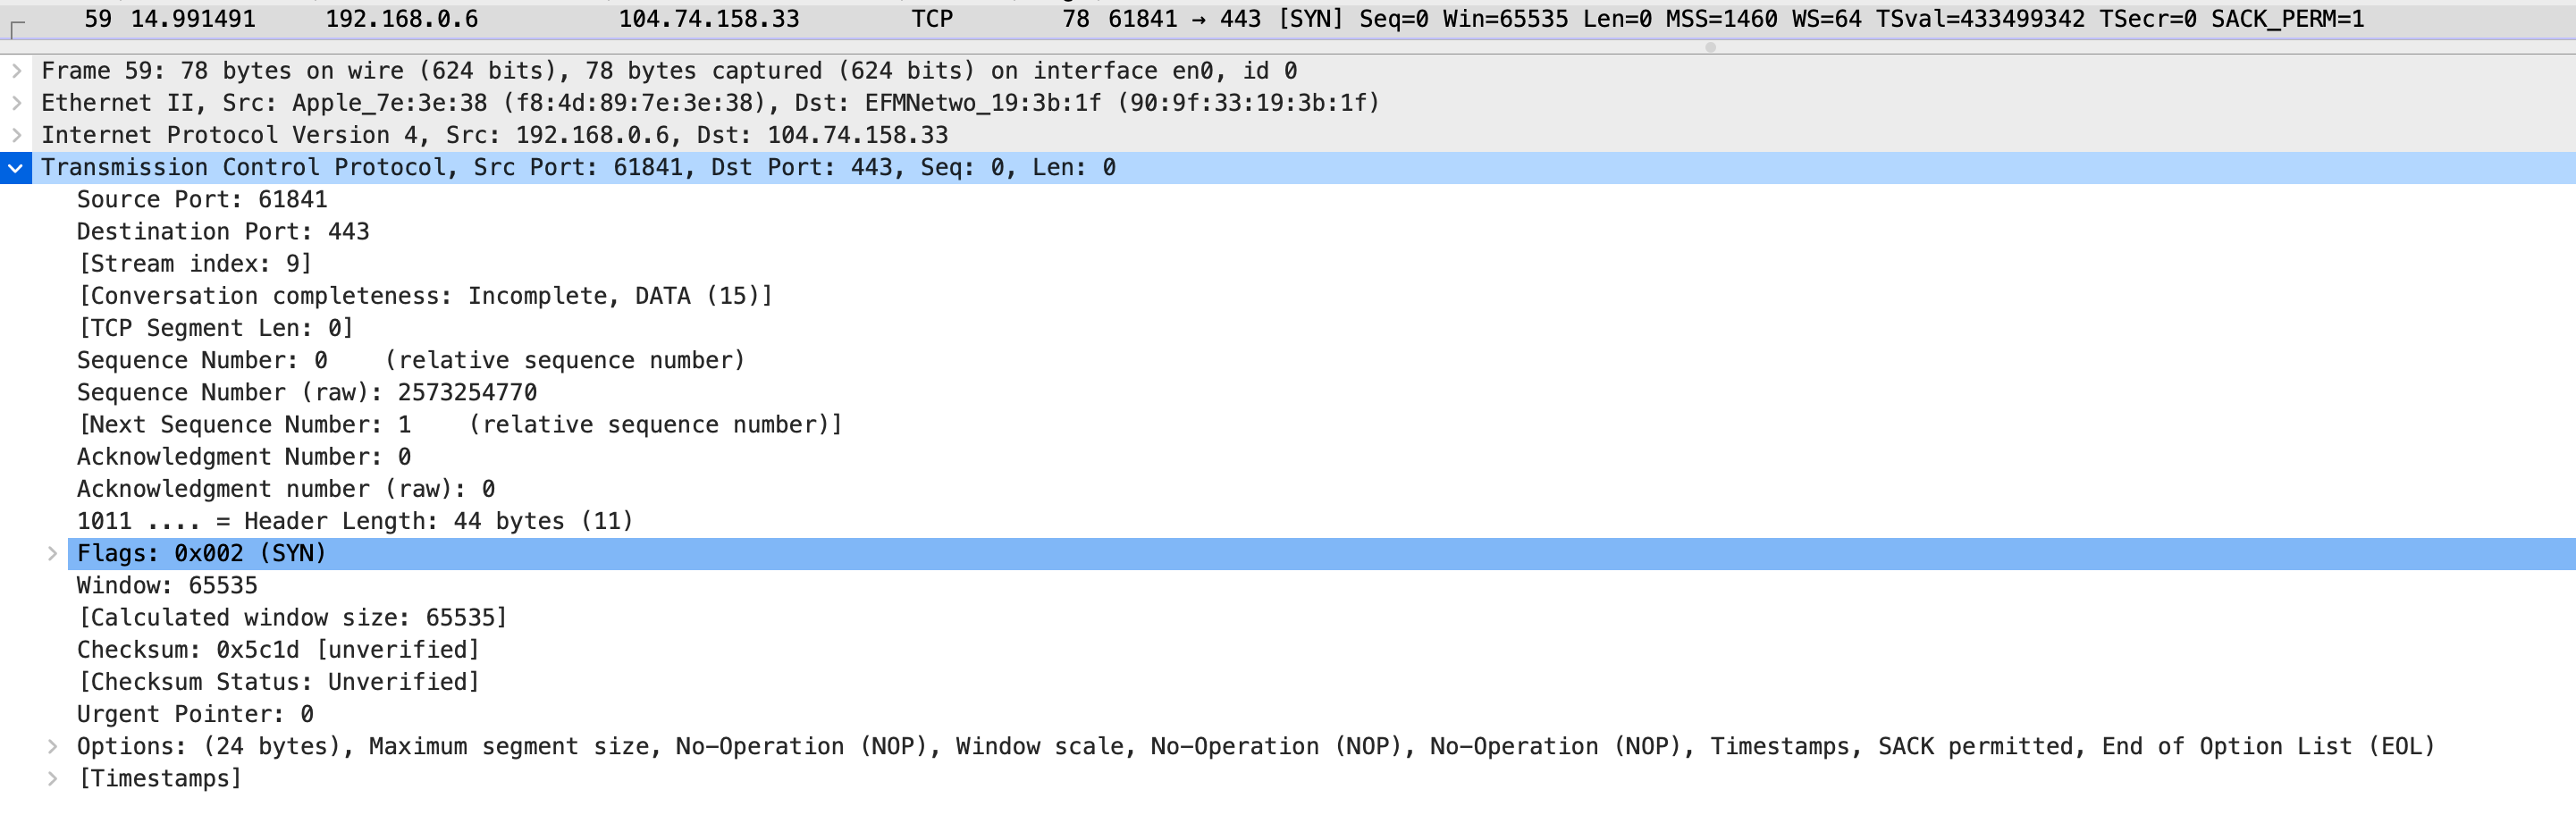 59 14.991491 192.168.0.6 104.74.158.33 TCP 78 61841 → 443 [SYN] Seq=0 Win=65535 Len=0 MSS=1460 WS=64 TSval=433499342 TSecr=0 SACK_PERM=1
Frame 59: 78 bytes on wire (624 bits), 78 bytes captured (624 bits) on interface en0, id 0
Ethernet II, Src: Apple_7e:3e:38 (f8:4d:89:7e:3e:38), Dst: EFMNetwo_19:3b:1f (90:9f:33:19:3b:1f)
Internet Protocol Version 4, Src: 192.168.0.6, Dst: 104.74.158.33
Transmission Control Protocol, Src Port: 61841, Dst Port: 443, Seq: 0, Len: 0
Source Port: 61841
Destination Port: 443
[Stream index: 9]
[Conversation completeness: Incomplete, DATA (15)]
[TCP Segment Len: 0]
Sequence Number: 0 (relative sequence number)
Sequence Number (raw): 2573254770
[Next Sequence Number: 1 (relative sequence number)]
Acknowledgment Number: 0
Acknowledgment number (raw): 0
1011 .... = Header Length: 44 bytes (11)
Flags: 0x002 (SYN)
Window: 65535
[Calculated window size: 65535]
Checksum: 0x5c1d [unverified]
[Checksum Status: Unverified]
Urgent Pointer: 0
Options: (24 bytes), Maximum segment size, No-Operation (NOP), Window scale, No-Operation (NOP), No-Operation (NOP), Timestamps, SACK permitted, End of Option List (EOL)
[Timestamps]